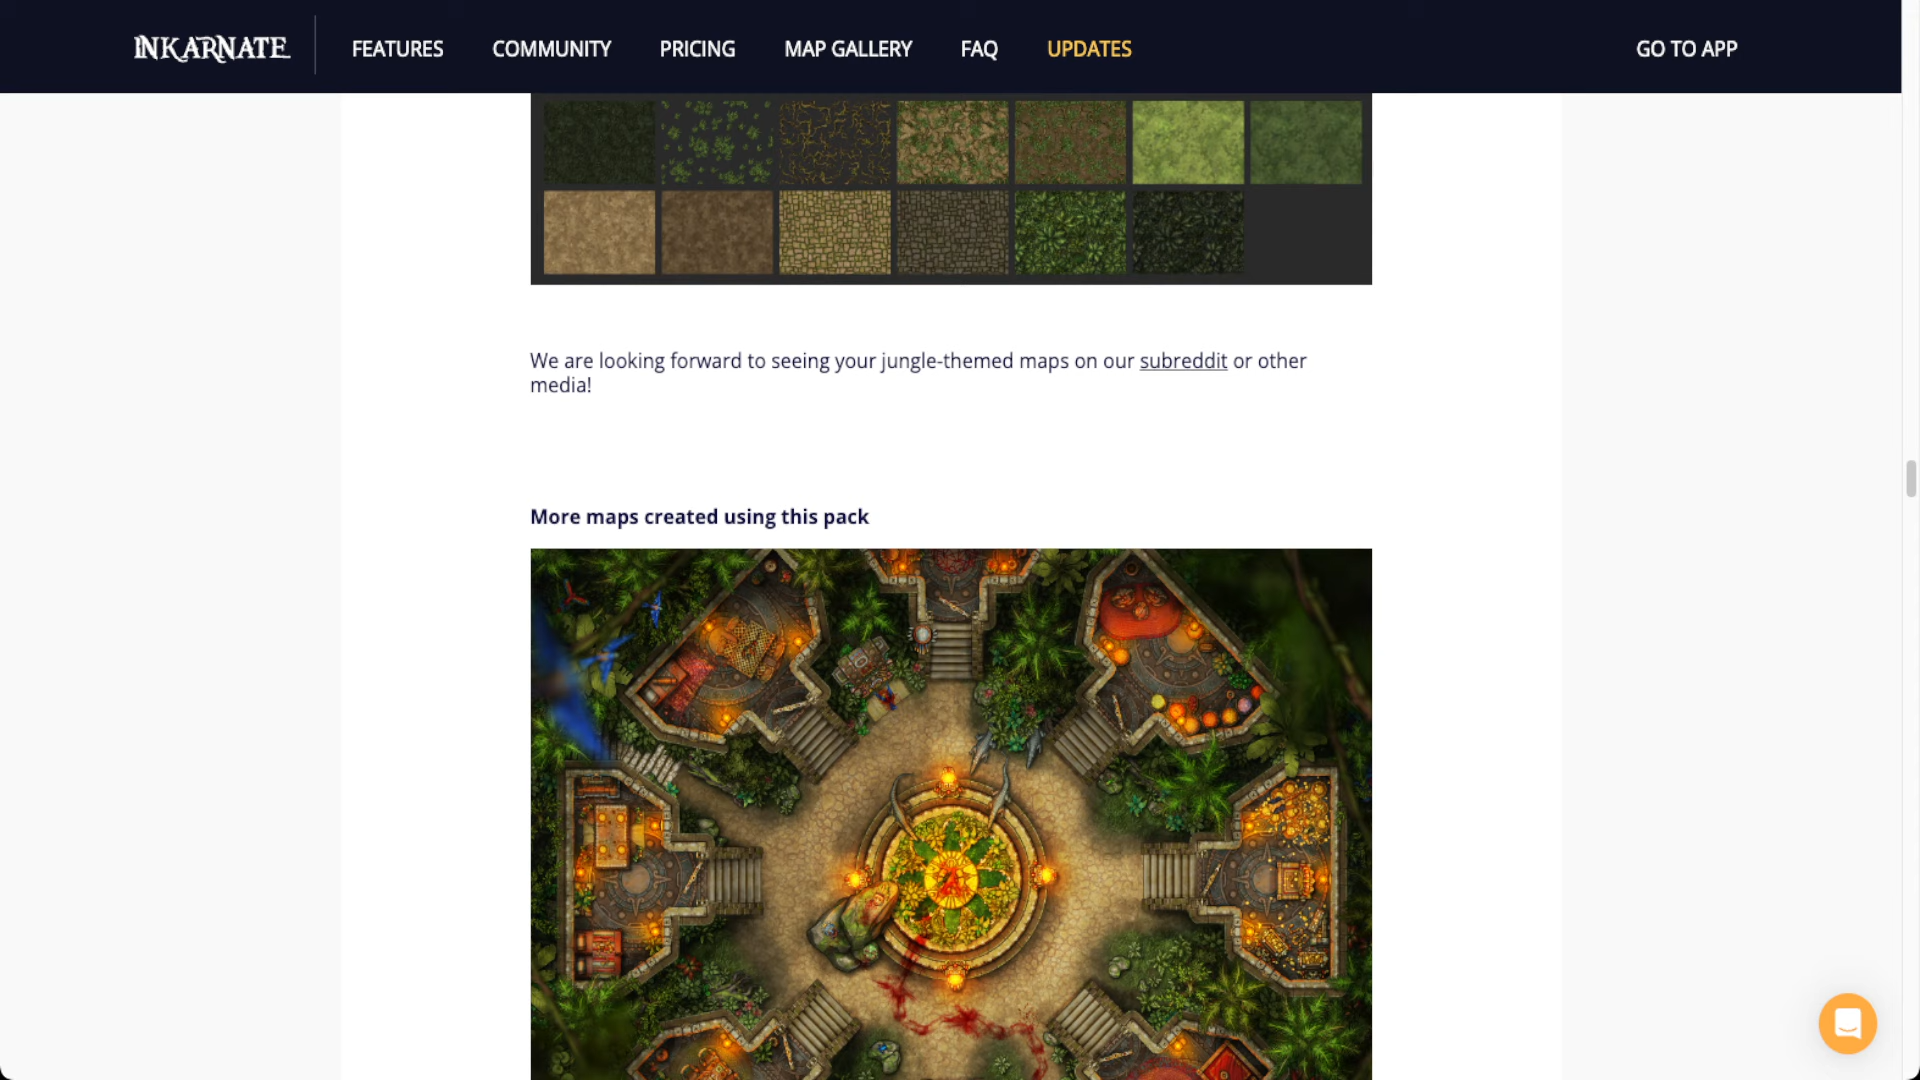 INKARNATE
FEATURES
COMMUNITY
PRICING
MAP GALLERY
FAQ
UPDATES
GO TO APP
We are looking forward to seeing your jungle-themed maps on our subreddit or other
media!
More maps created using this pack